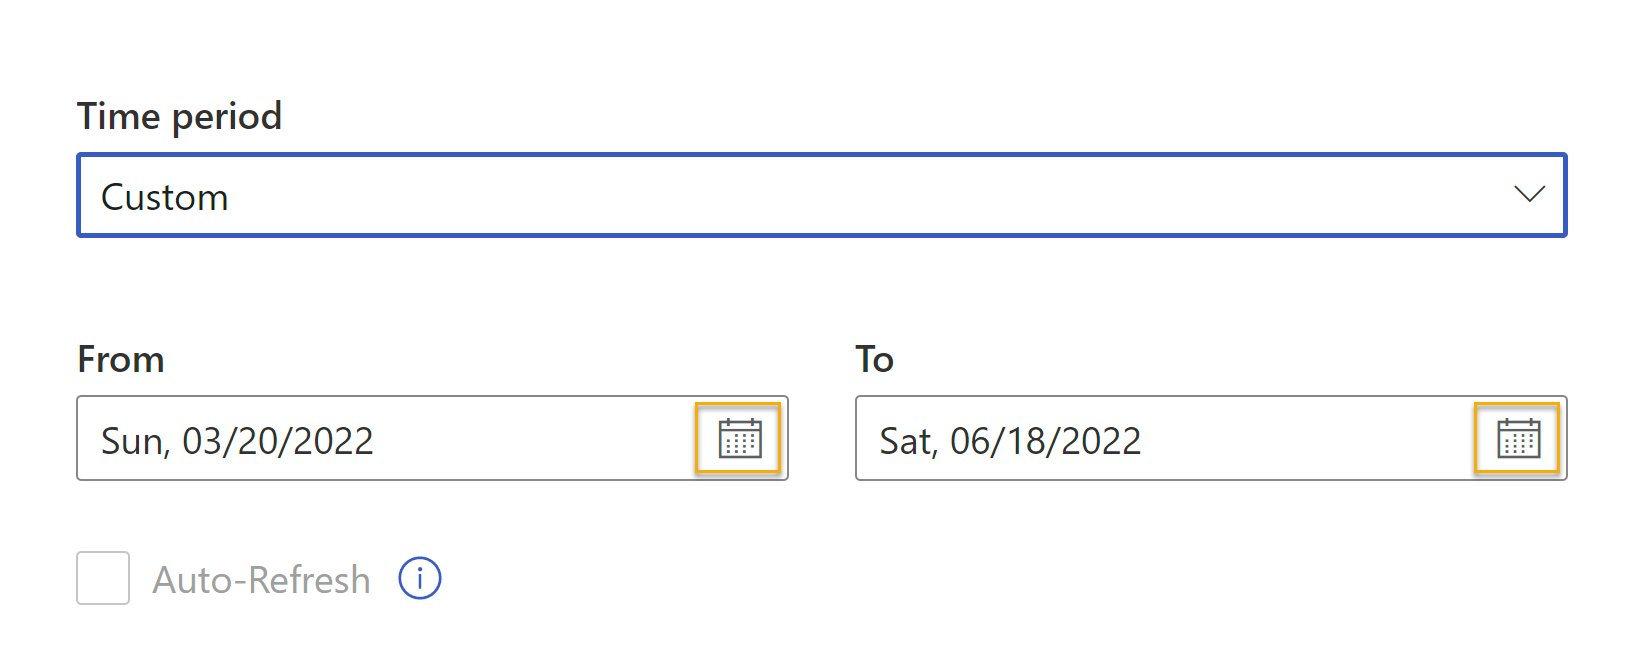 Time period
Custom
From
To
Sun, 03/20/2022
Sat, 06/18/2022
Auto-Refresh